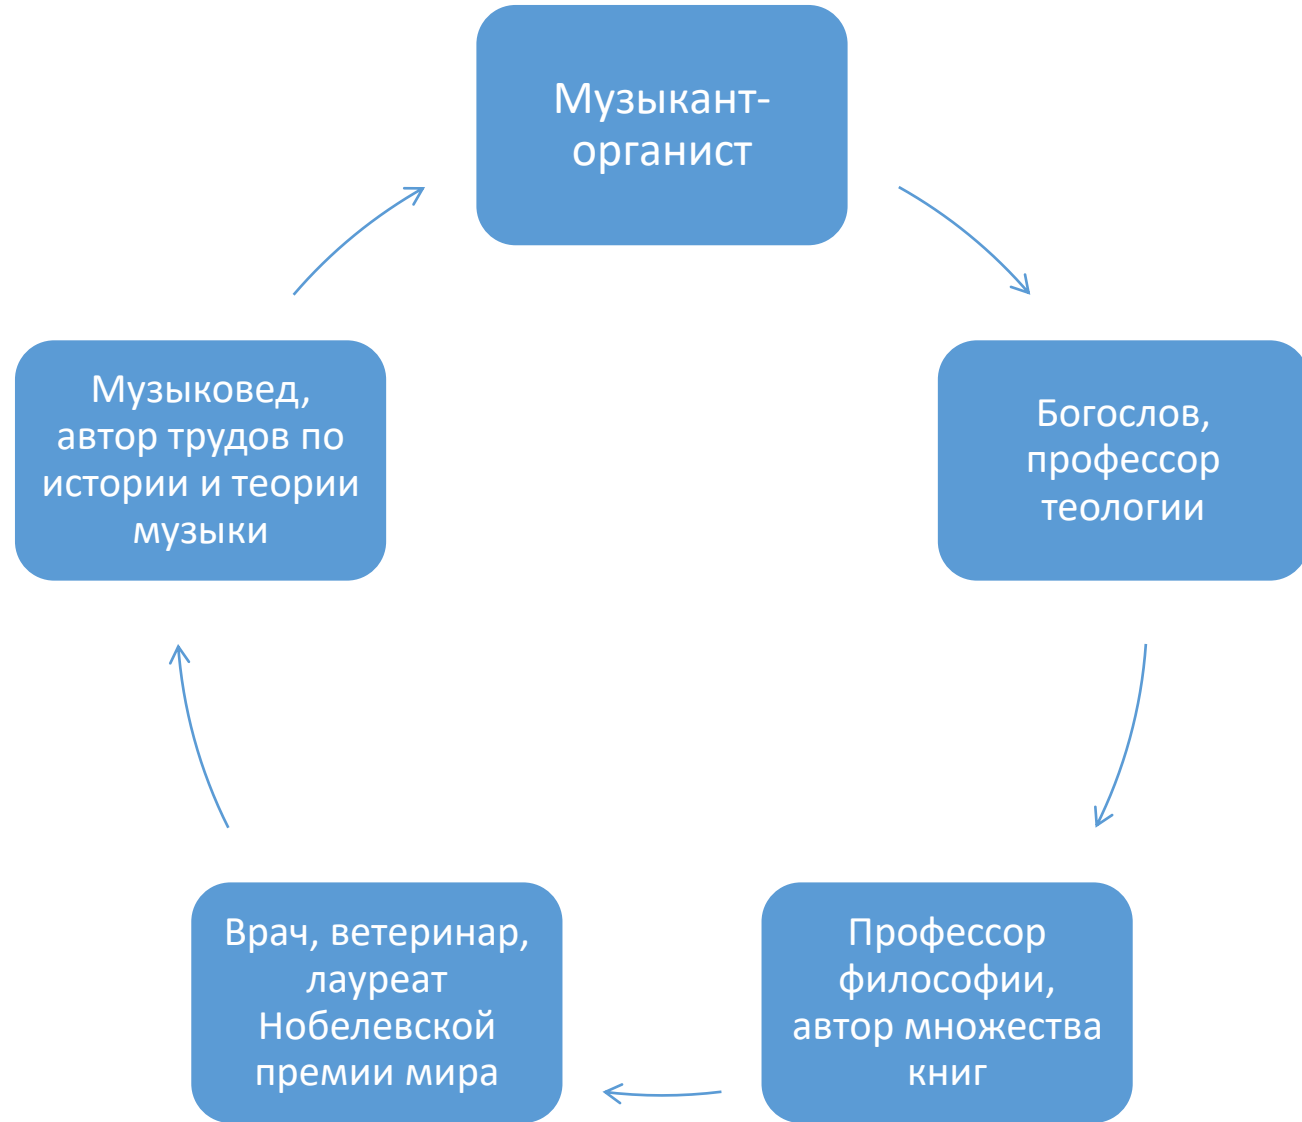 Музыкант-
органист
Богослов,
профессор
теологии
Профессор
философии,
автор множества
книг
Врач, ветеринар,
лауреат
Нобелевской
премии мира
Музыковед,
автор трудов по
истории и теории
музыки